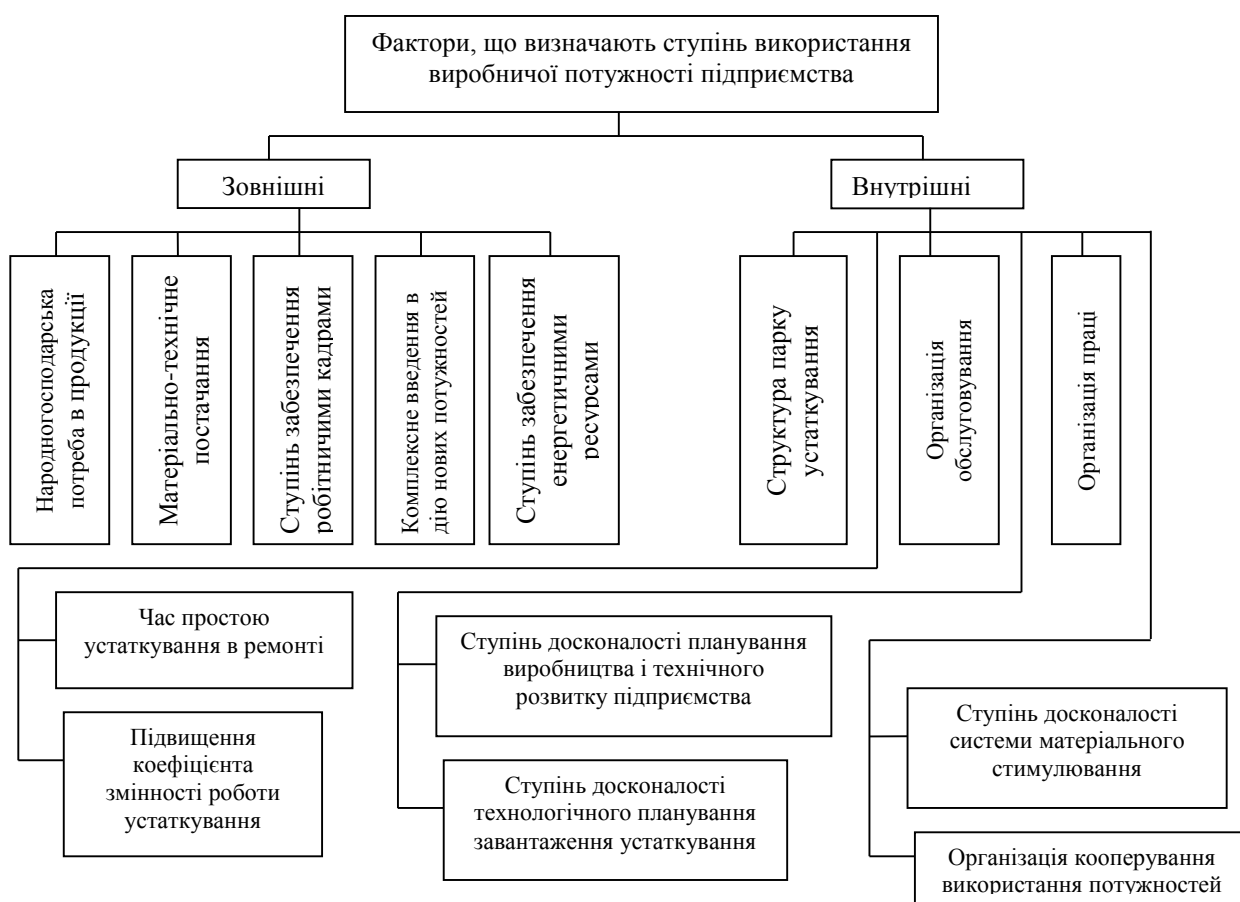 Фактори, що визначають ступінь використання
виробничої потужності підприємства
Зовнішні
Внутрішні
Народногосподарська
потреба в продукції
Матеріально-технічне
постачання
Ступінь забезпечення
робітничими кадрами
Комплексне введення в
дію нових потужностей
Ступінь забезпечення
енергетичними
ресурсами
Структура парку
устаткування
Організація
обслуговування
Організація праці
Час простою
устаткування в ремонті
Підвищення
коефіцієнта
змінності роботи
устаткування
Ступінь досконалості планування
виробництва і технічного
розвитку підприємства
Ступінь досконалості
технологічного планування
завантаження устаткування
Ступінь досконалості
системи матеріального
стимулювання
Організація кооперування
використання потужностей